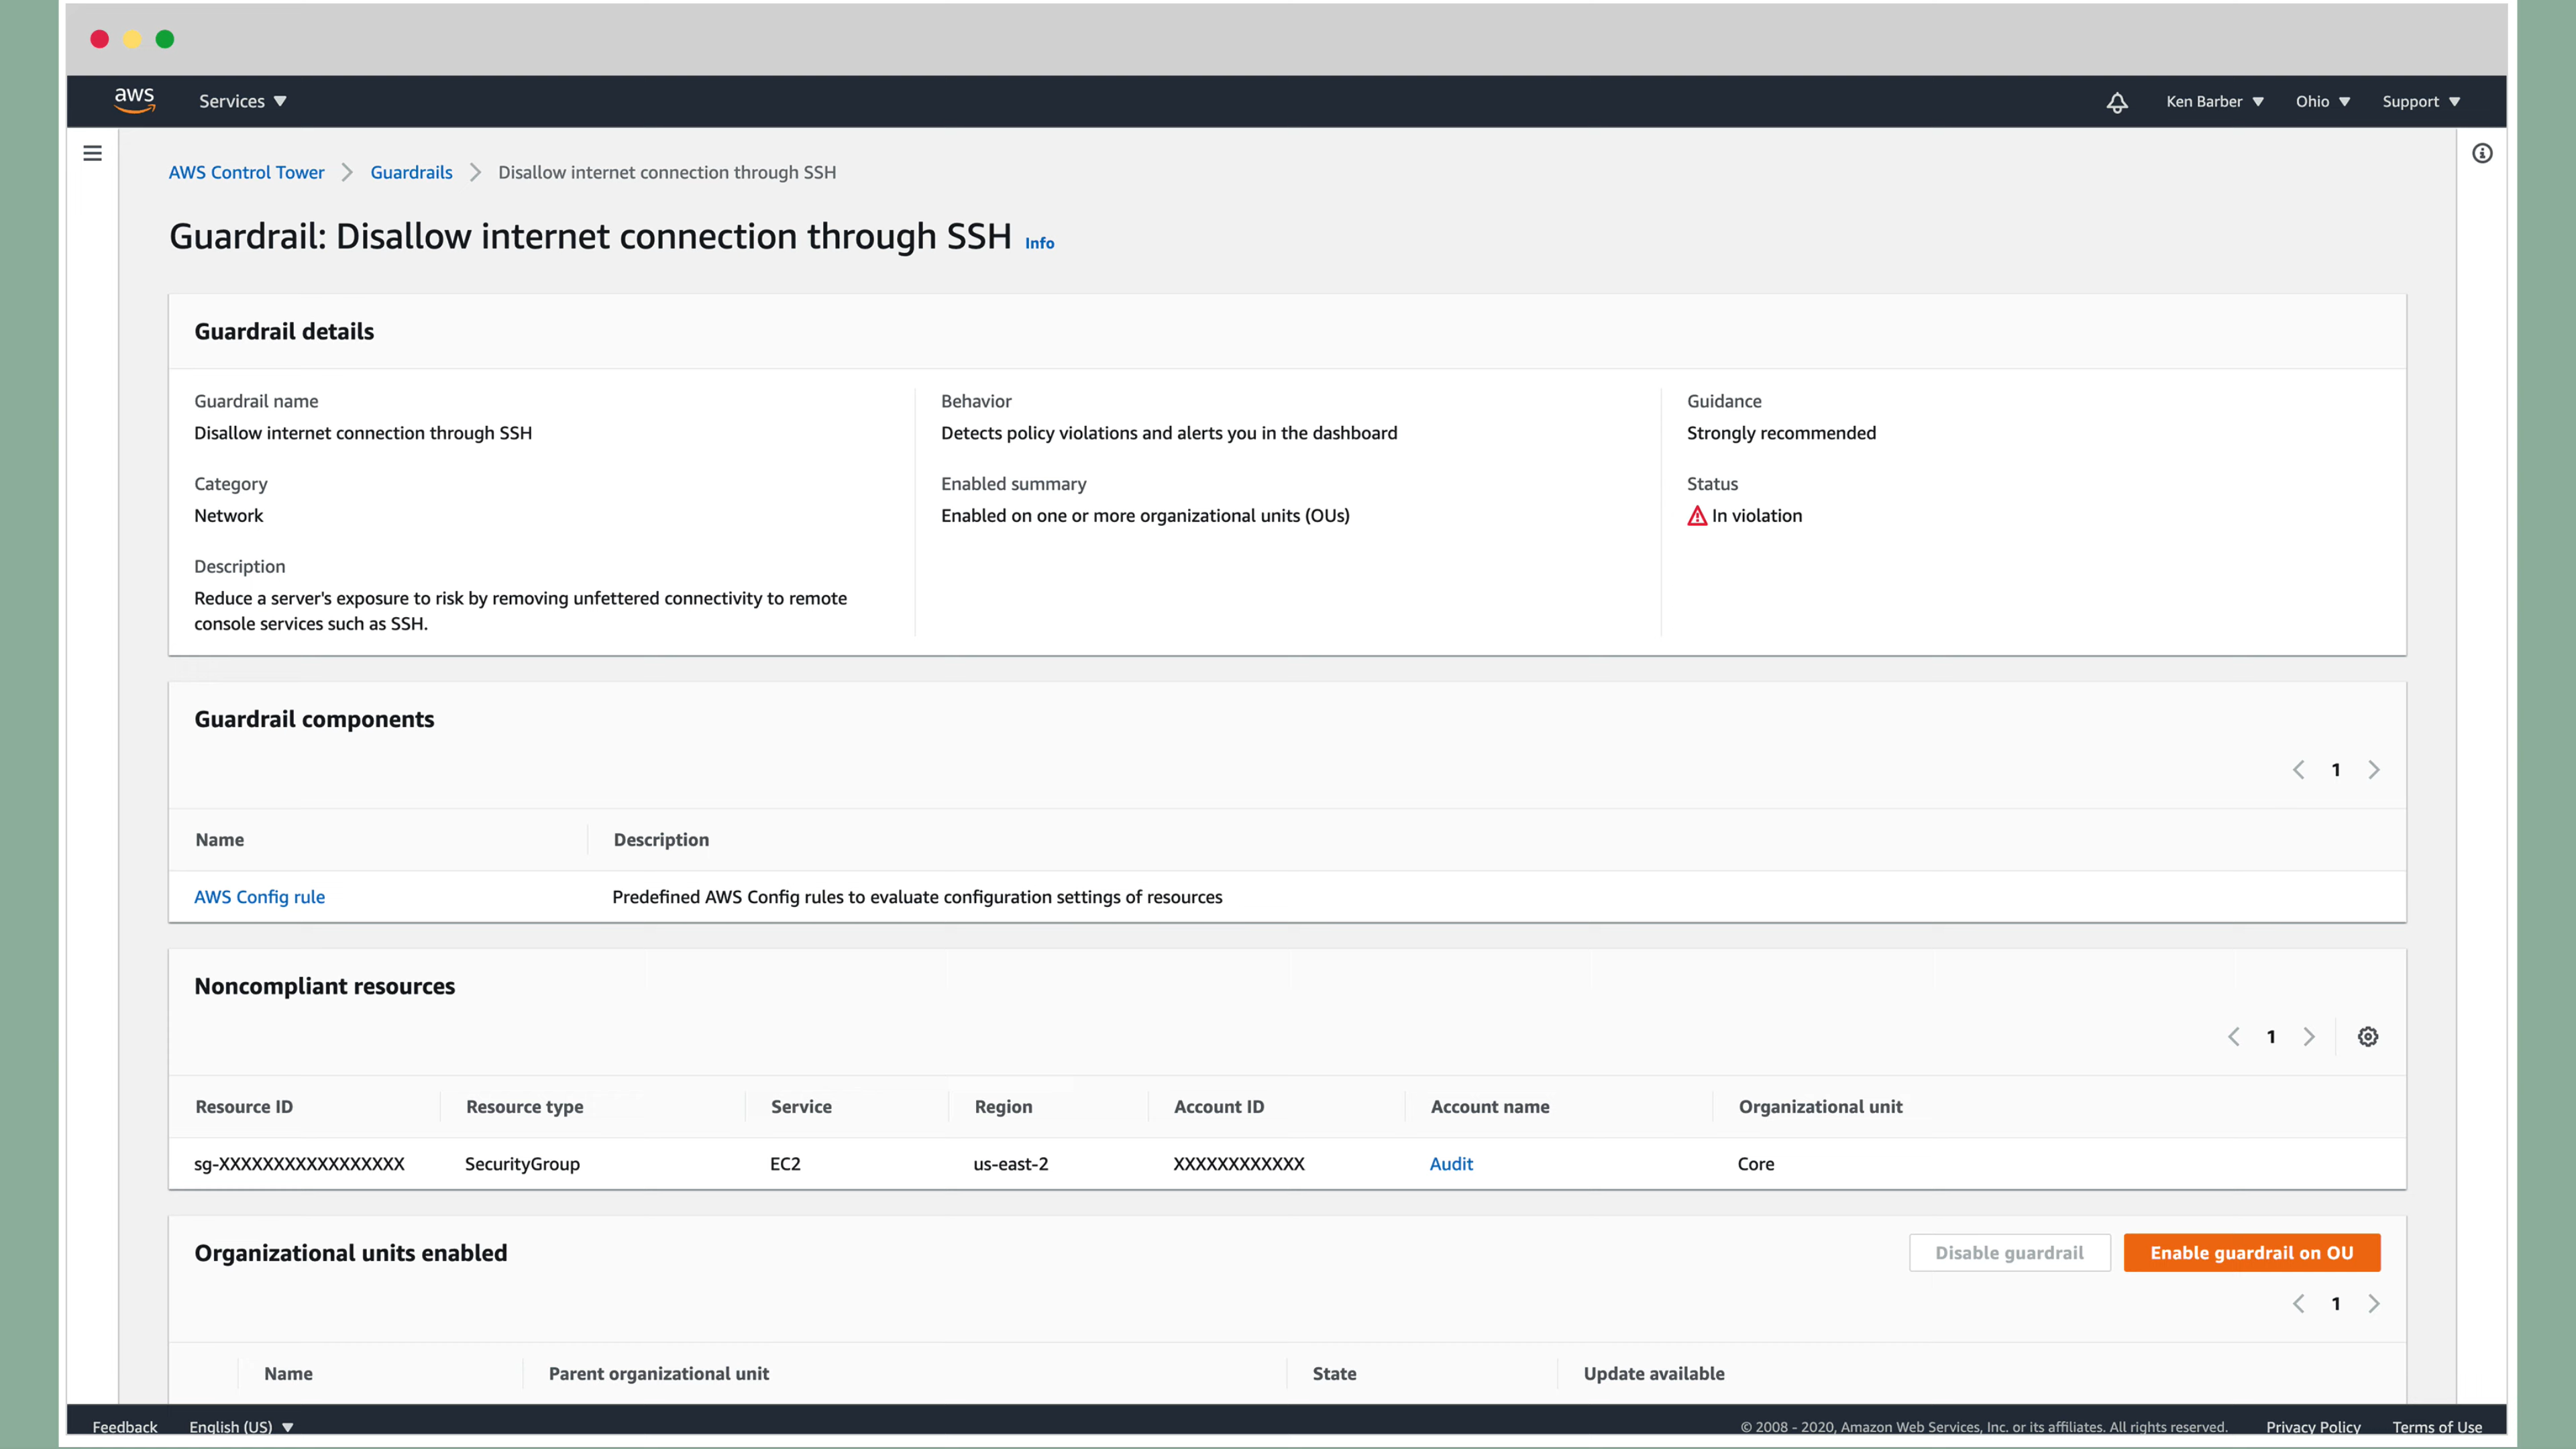 aws Services ▼ Ken Barber ▼ Ohio ▼ Support ▼
AWS Control Tower > Guardrails > Disallow internet connection through SSH
Guardrail: Disallow internet connection through SSH Info
Guardrail details
Guardrail name
Disallow internet connection through SSH
Category
Network
Description
Reduce a server's exposure to risk by removing unfettered connectivity to remote
console services such as SSH.
Behavior
Detects policy violations and alerts you in the dashboard
Enabled summary
Enabled on one or more organizational units (OUs)
Guidance
Strongly recommended
Status
In violation
Guardrail components
< 1 >
Name Description
AWS Config rule Predefined AWS Config rules to evaluate configuration settings of resources
Noncompliant resources
< 1 >
Resource ID Resource type Service Region Account ID Account name Organizational unit
sg-XXXXXXXXXXXXXXXXX SecurityGroup EC2 us-east-2 XXXXXXXXXXXX Audit Core
Organizational units enabled Disable guardrail Enable guardrail on OU
< 1 >
Name Parent organizational unit State Update available
Feedback English (US) ▼ © 2008 - 2020, Amazon Web Services, Inc. or its affiliates. All rights reserved. Privacy Policy Terms of Use